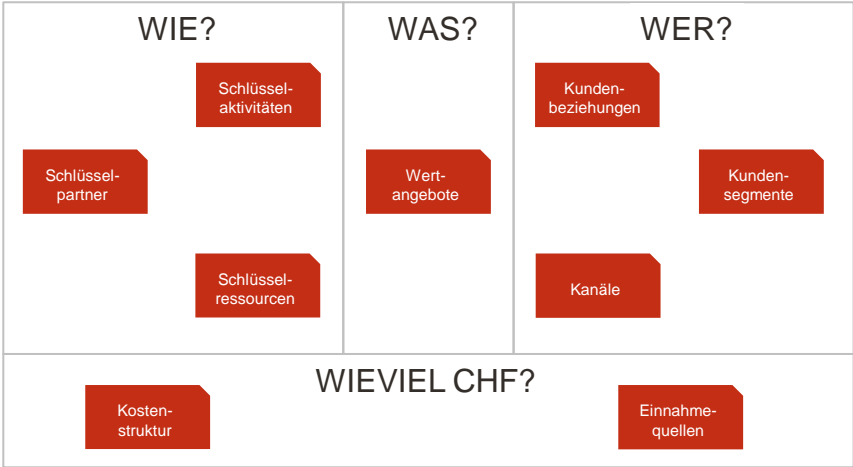 WIE?
WAS?
WER?
Schlüssel-
aktivitäten
Schlüssel-
partner
Schlüssel-
ressourcen
Wert-
angebote
Kunden-
beziehungen
Kunden-
segmente
Kanäle
WIEVIEL CHF?
Kosten-
struktur
Einnahme-
quellen